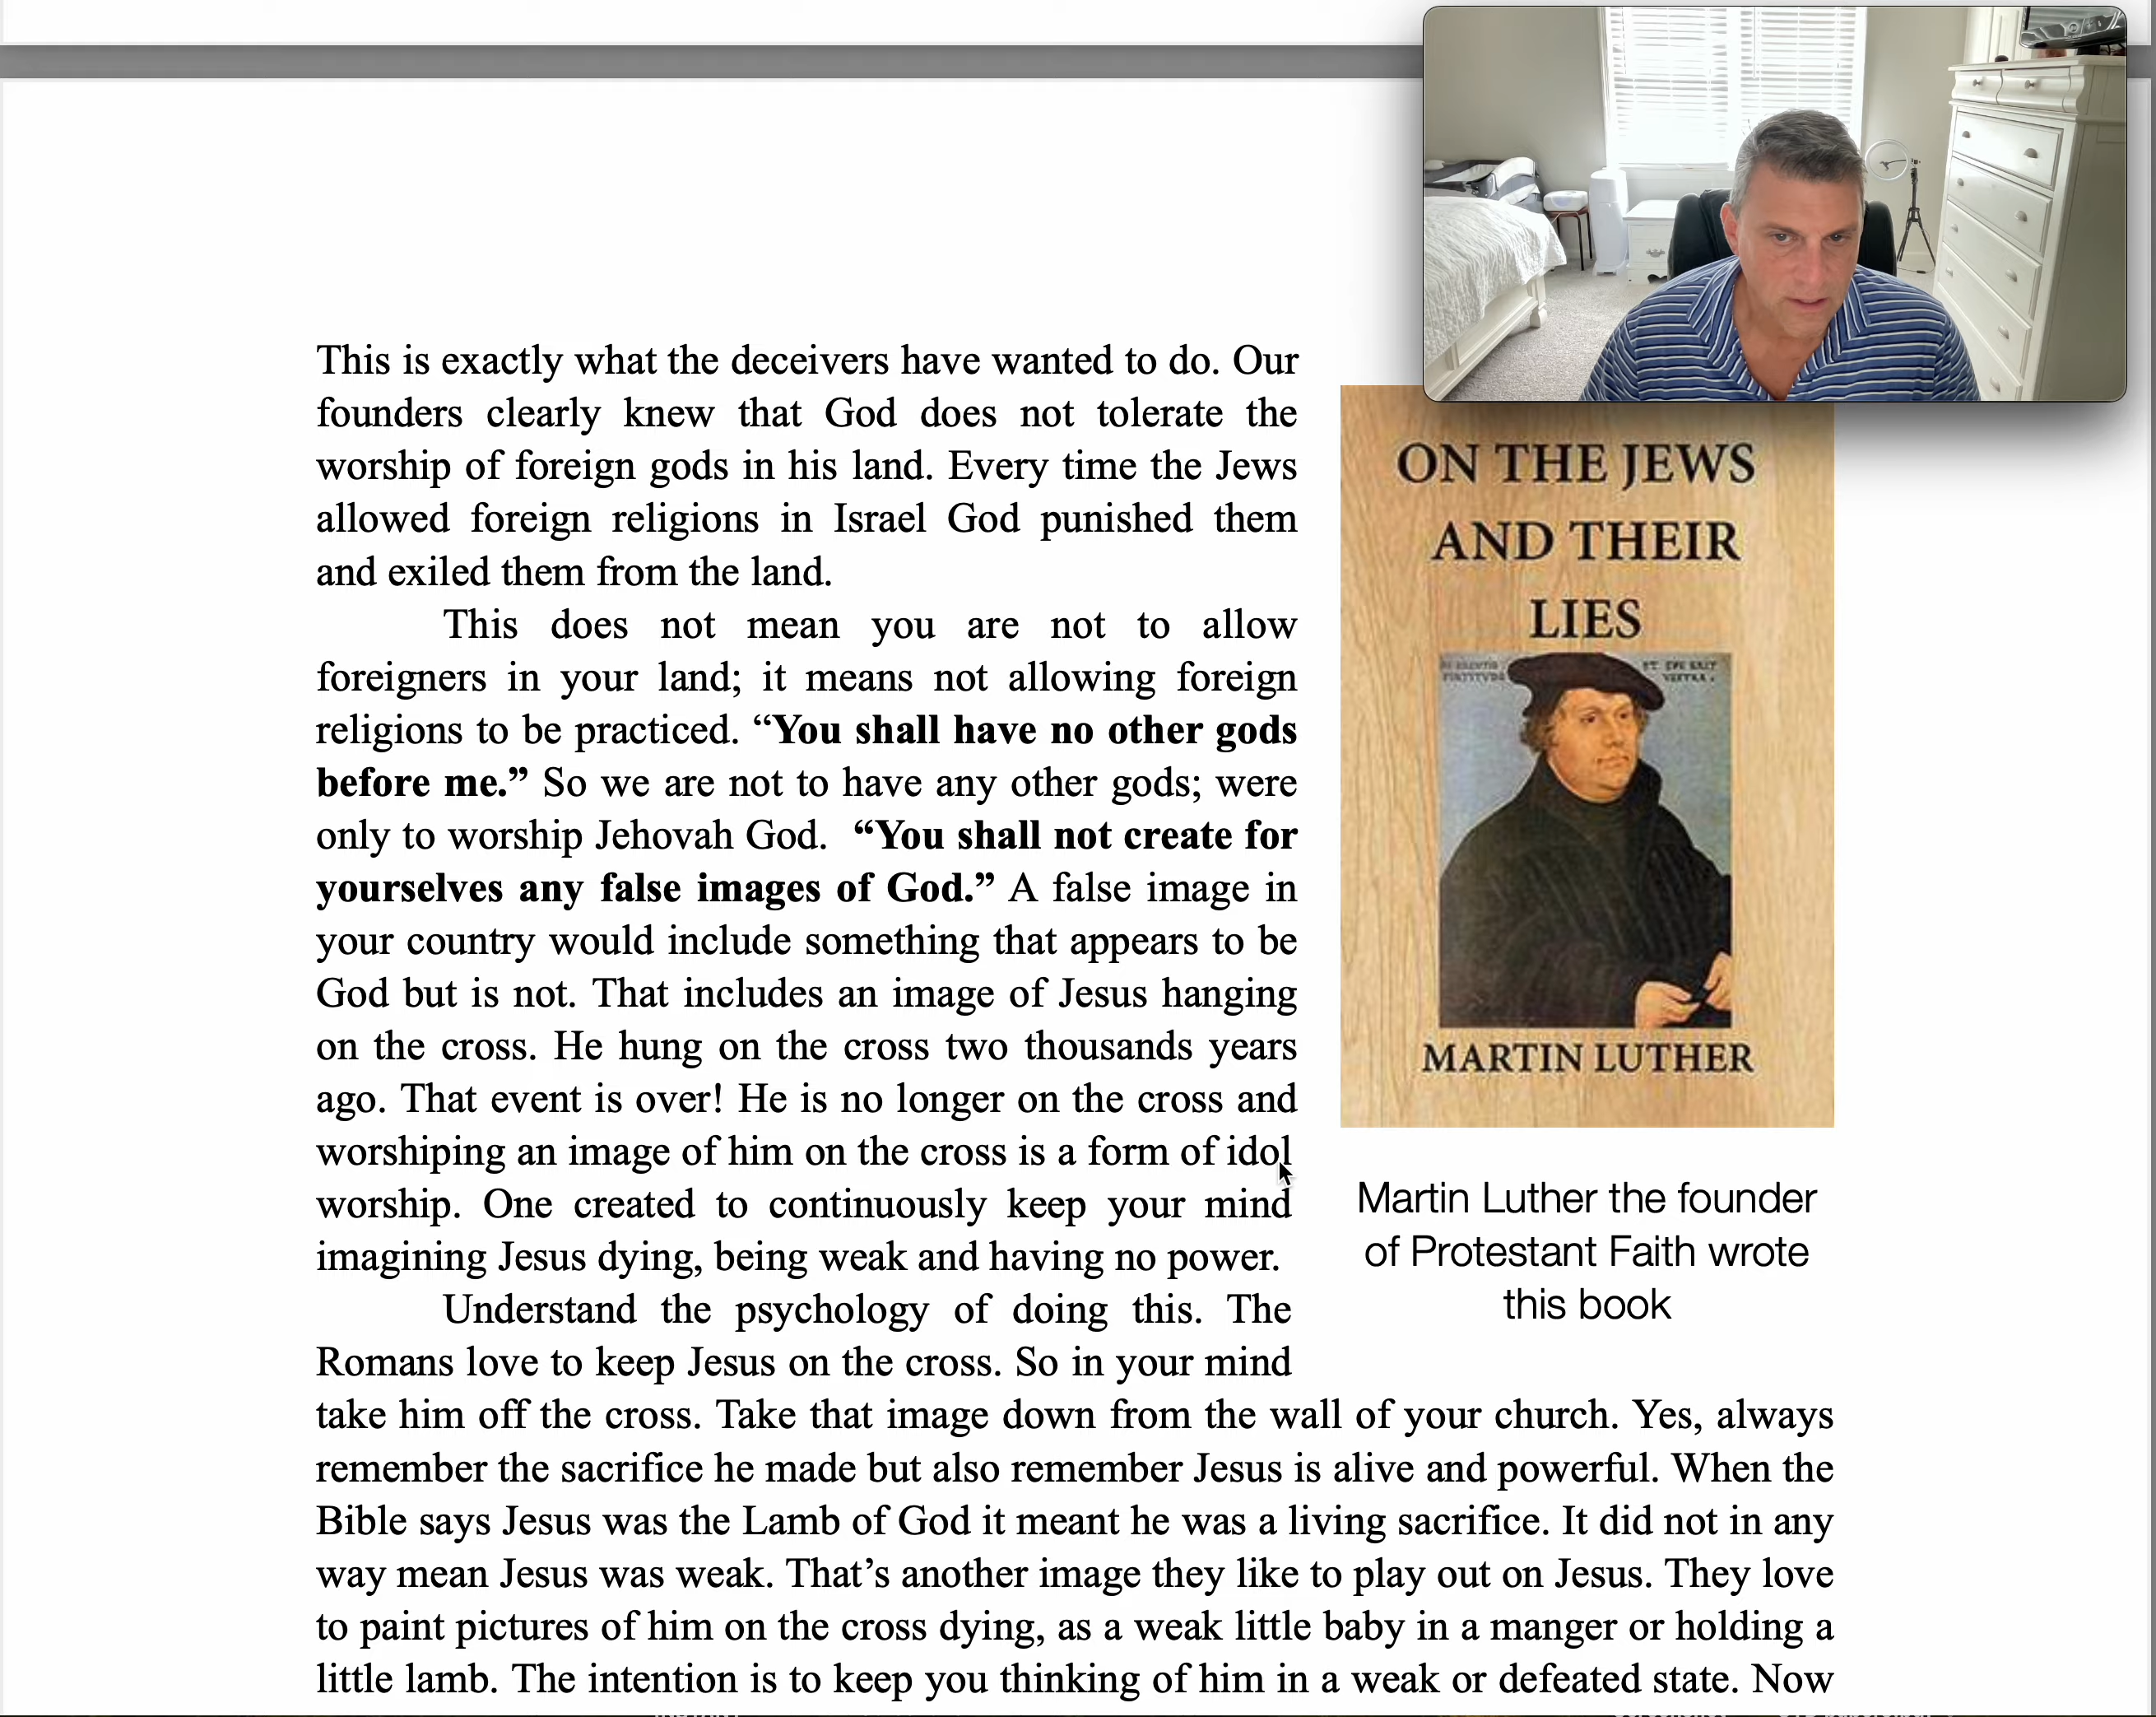 This is exactly what the deceivers have wanted to do. Our
founders clearly knew that God does not tolerate the
worship of foreign gods in his land. Every time the Jews
allowed foreign religions in Israel God punished them
and exiled them from the land.
This does not mean you are not to allow
foreigners in your land; it means not allowing foreign
religions to be practiced. “You shall have no other gods
before me.” So we are not to have any other gods; were
only to worship Jehovah God. “You shall not create for
yourselves any false images of God.” A false image in
your country would include something that appears to be
God but is not. That includes an image of Jesus hanging
on the cross. He hung on the cross two thousands years
ago. That event is over! He is no longer on the cross and
worshiping an image of him on the cross is a form of idol
worship. One created to continuously keep your mind
imagining Jesus dying, being weak and having no power.
Understand the psychology of doing this. The
Romans love to keep Jesus on the cross. So in your mind
take him off the cross. Take that image down from the wall of your church. Yes, always
remember the sacrifice he made but also remember Jesus is alive and powerful. When the
Bible says Jesus was the Lamb of God it meant he was a living sacrifice. It did not in any
way mean Jesus was weak. That’s another image they like to play out on Jesus. They love
to paint pictures of him on the cross dying, as a weak little baby in a manger or holding a
little lamb. The intention is to keep you thinking of him in a weak or defeated state. Now
ON THE JEWS
AND THEIR
LIES
MARTIN LUTHER
Martin Luther the founder
of Protestant Faith wrote
this book